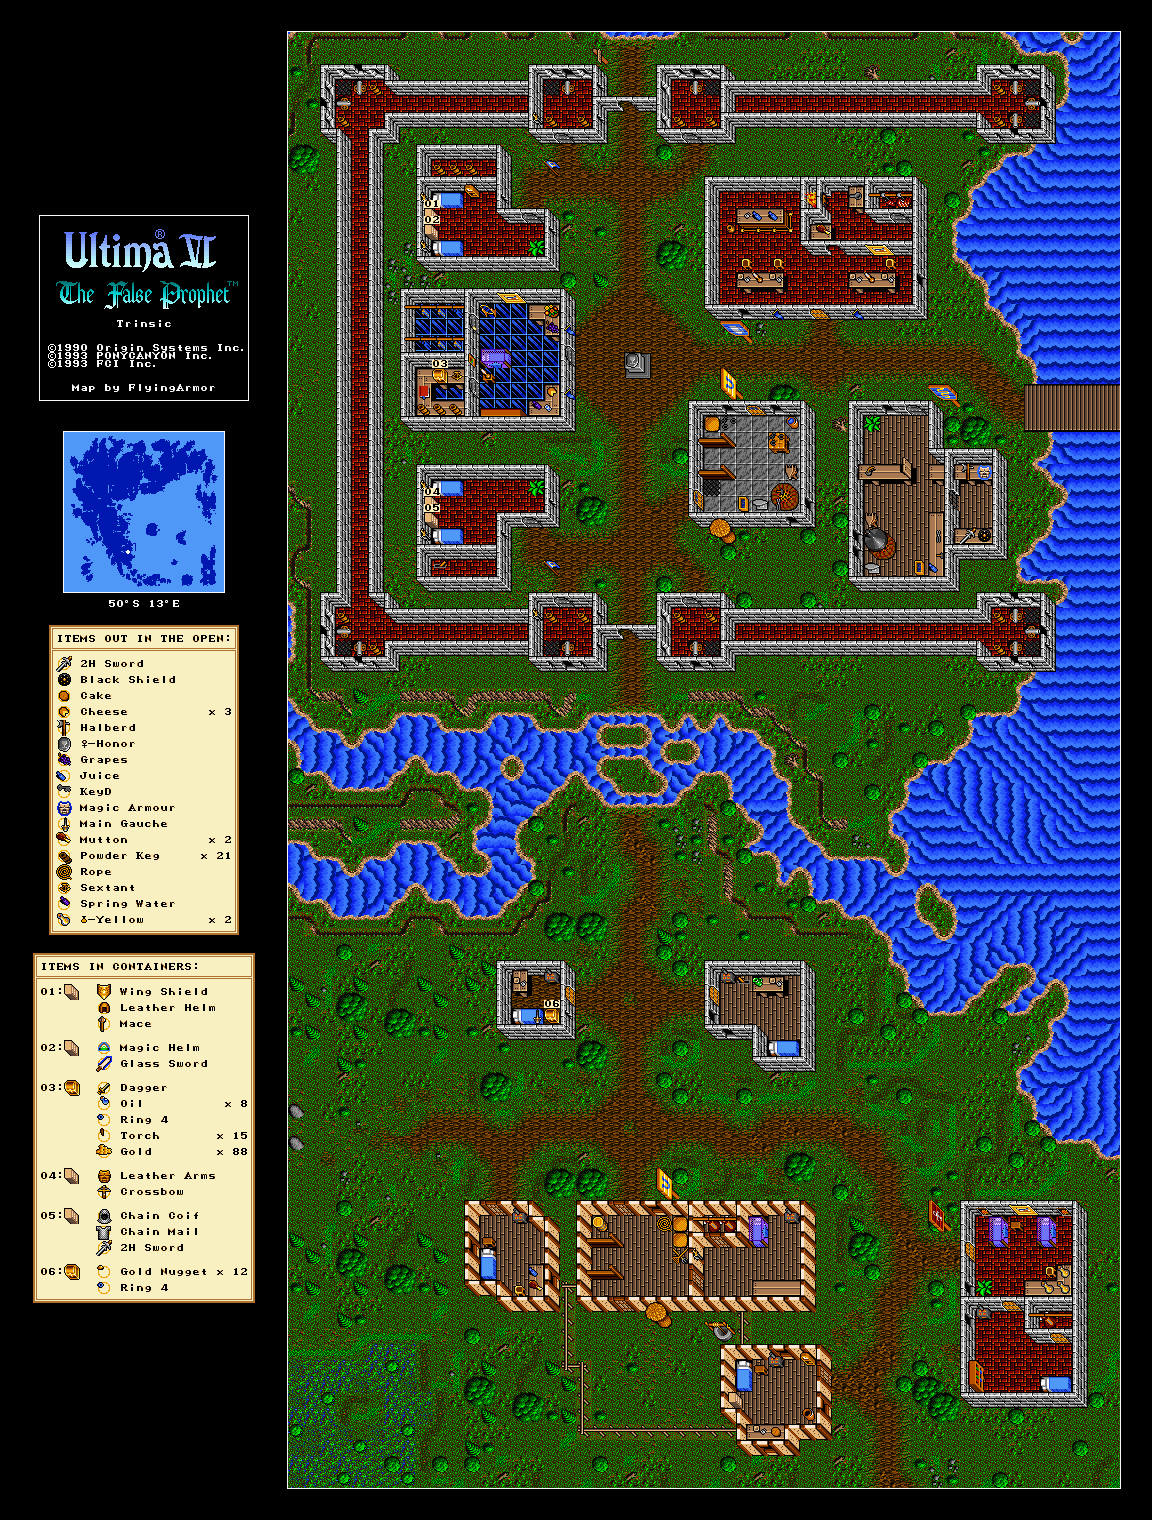 Ultima® VI
The False Prophet™
Trinsic
©1990 Origin Systems Inc.
©1993 PONYCANYON Inc.
©1993 FCI Inc.
Map by FlyingArmor
50°S 13°E
ITEMS OUT IN THE OPEN:
2H Sword
Black Shield
Cake
Cheese x 3
Halberd
♀-Honor
Grapes
Juice
KeyD
Magic Armour
Main Gauche
Mutton x 2
Powder Keg x 21
Rope
Sextant
Spring Water
♁-Yellow x 2
ITEMS IN CONTAINERS:
01: Wing Shield
Leather Helm
Mace
02: Magic Helm
Glass Sword
03: Dagger
Oil x 8
Ring 4
Torch x 15
Gold x 88
04: Leather Arms
Crossbow
05: Chain Coif
Chain Mail
2H Sword
06: Gold Nugget x 12
Ring 4
01
02
03
04
05
06